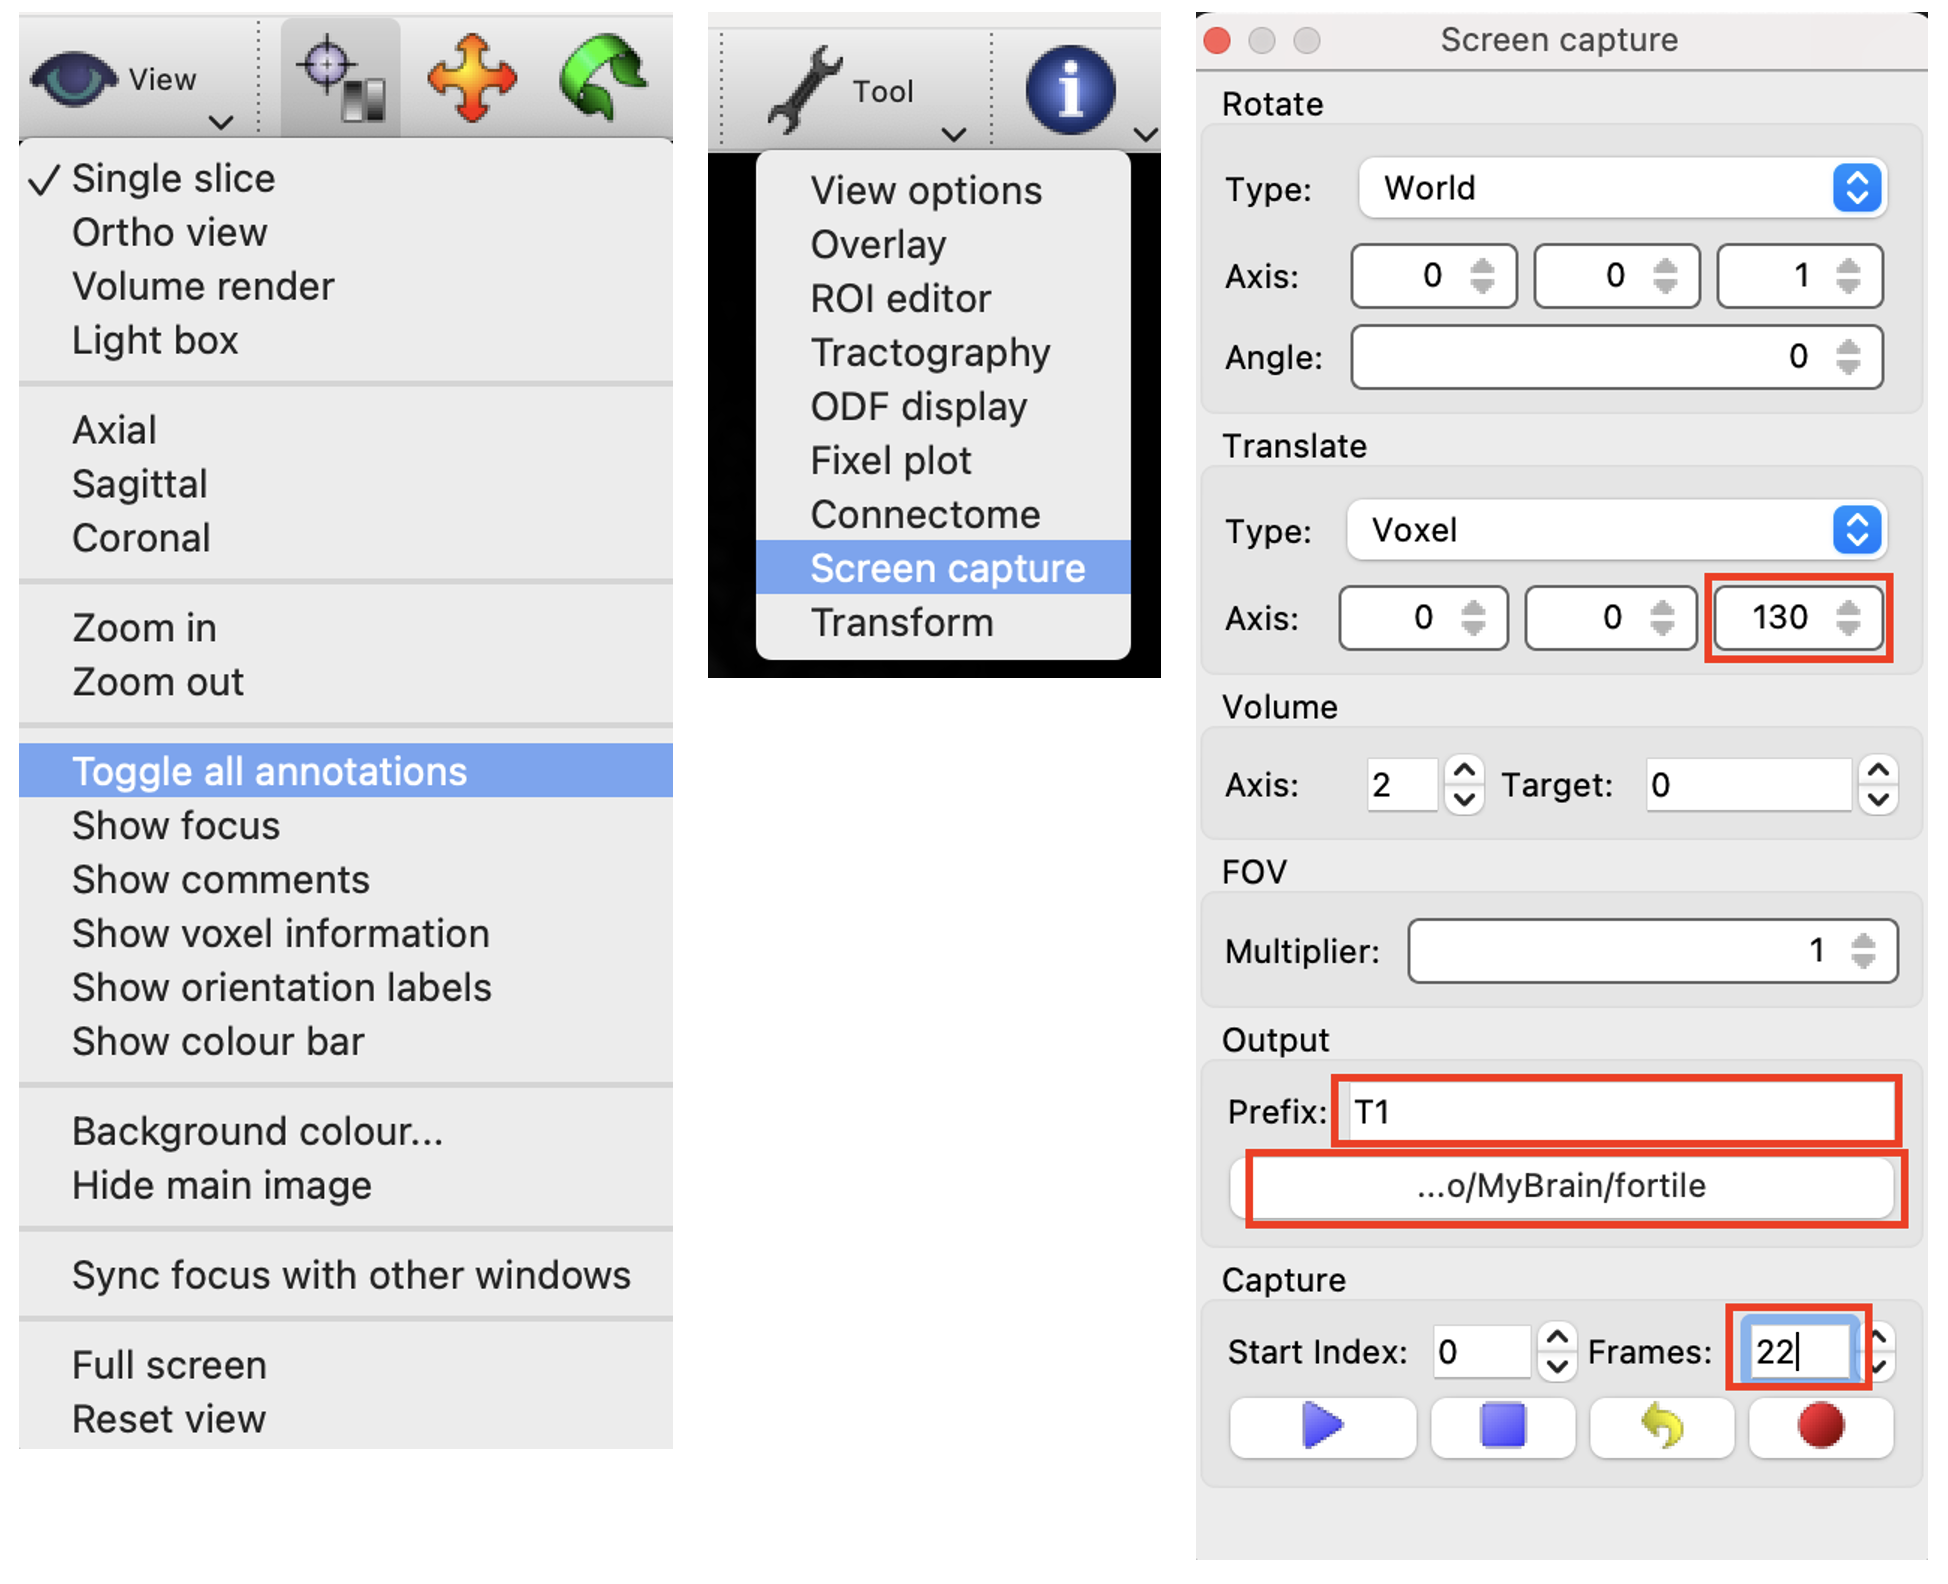 View
Single slice
Ortho view
Volume render
Light box
Axial
Sagittal
Coronal
Zoom in
Zoom out
Toggle all annotations
Show focus
Show comments
Show voxel information
Show orientation labels
Show colour bar
Background colour...
Hide main image
Sync focus with other windows
Full screen
Reset view
Tool
View options
Overlay
ROI editor
Tractography
ODF display
Fixel plot
Connectome
Screen capture
Transform
Screen capture
Rotate
Type: World
Axis: 0 0 1
Angle: 0
Translate
Type: Voxel
Axis: 0 0 130
Volume
Axis: 2 Target: 0
FOV
Multiplier: 1
Output
Prefix: T1
...o/MyBrain/fortile
Capture
Start Index: 0 Frames: 22